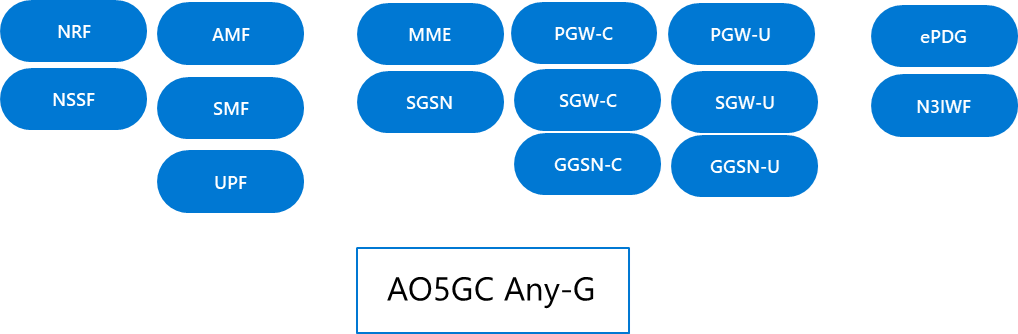 NRF
AMF
MME
PGW-C
PGW-U
ePDG
NSSF
SMF
SGSN
SGW-C
SGW-U
N3IWF
UPF
GGSN-C
GGSN-U
AO5GC Any-G